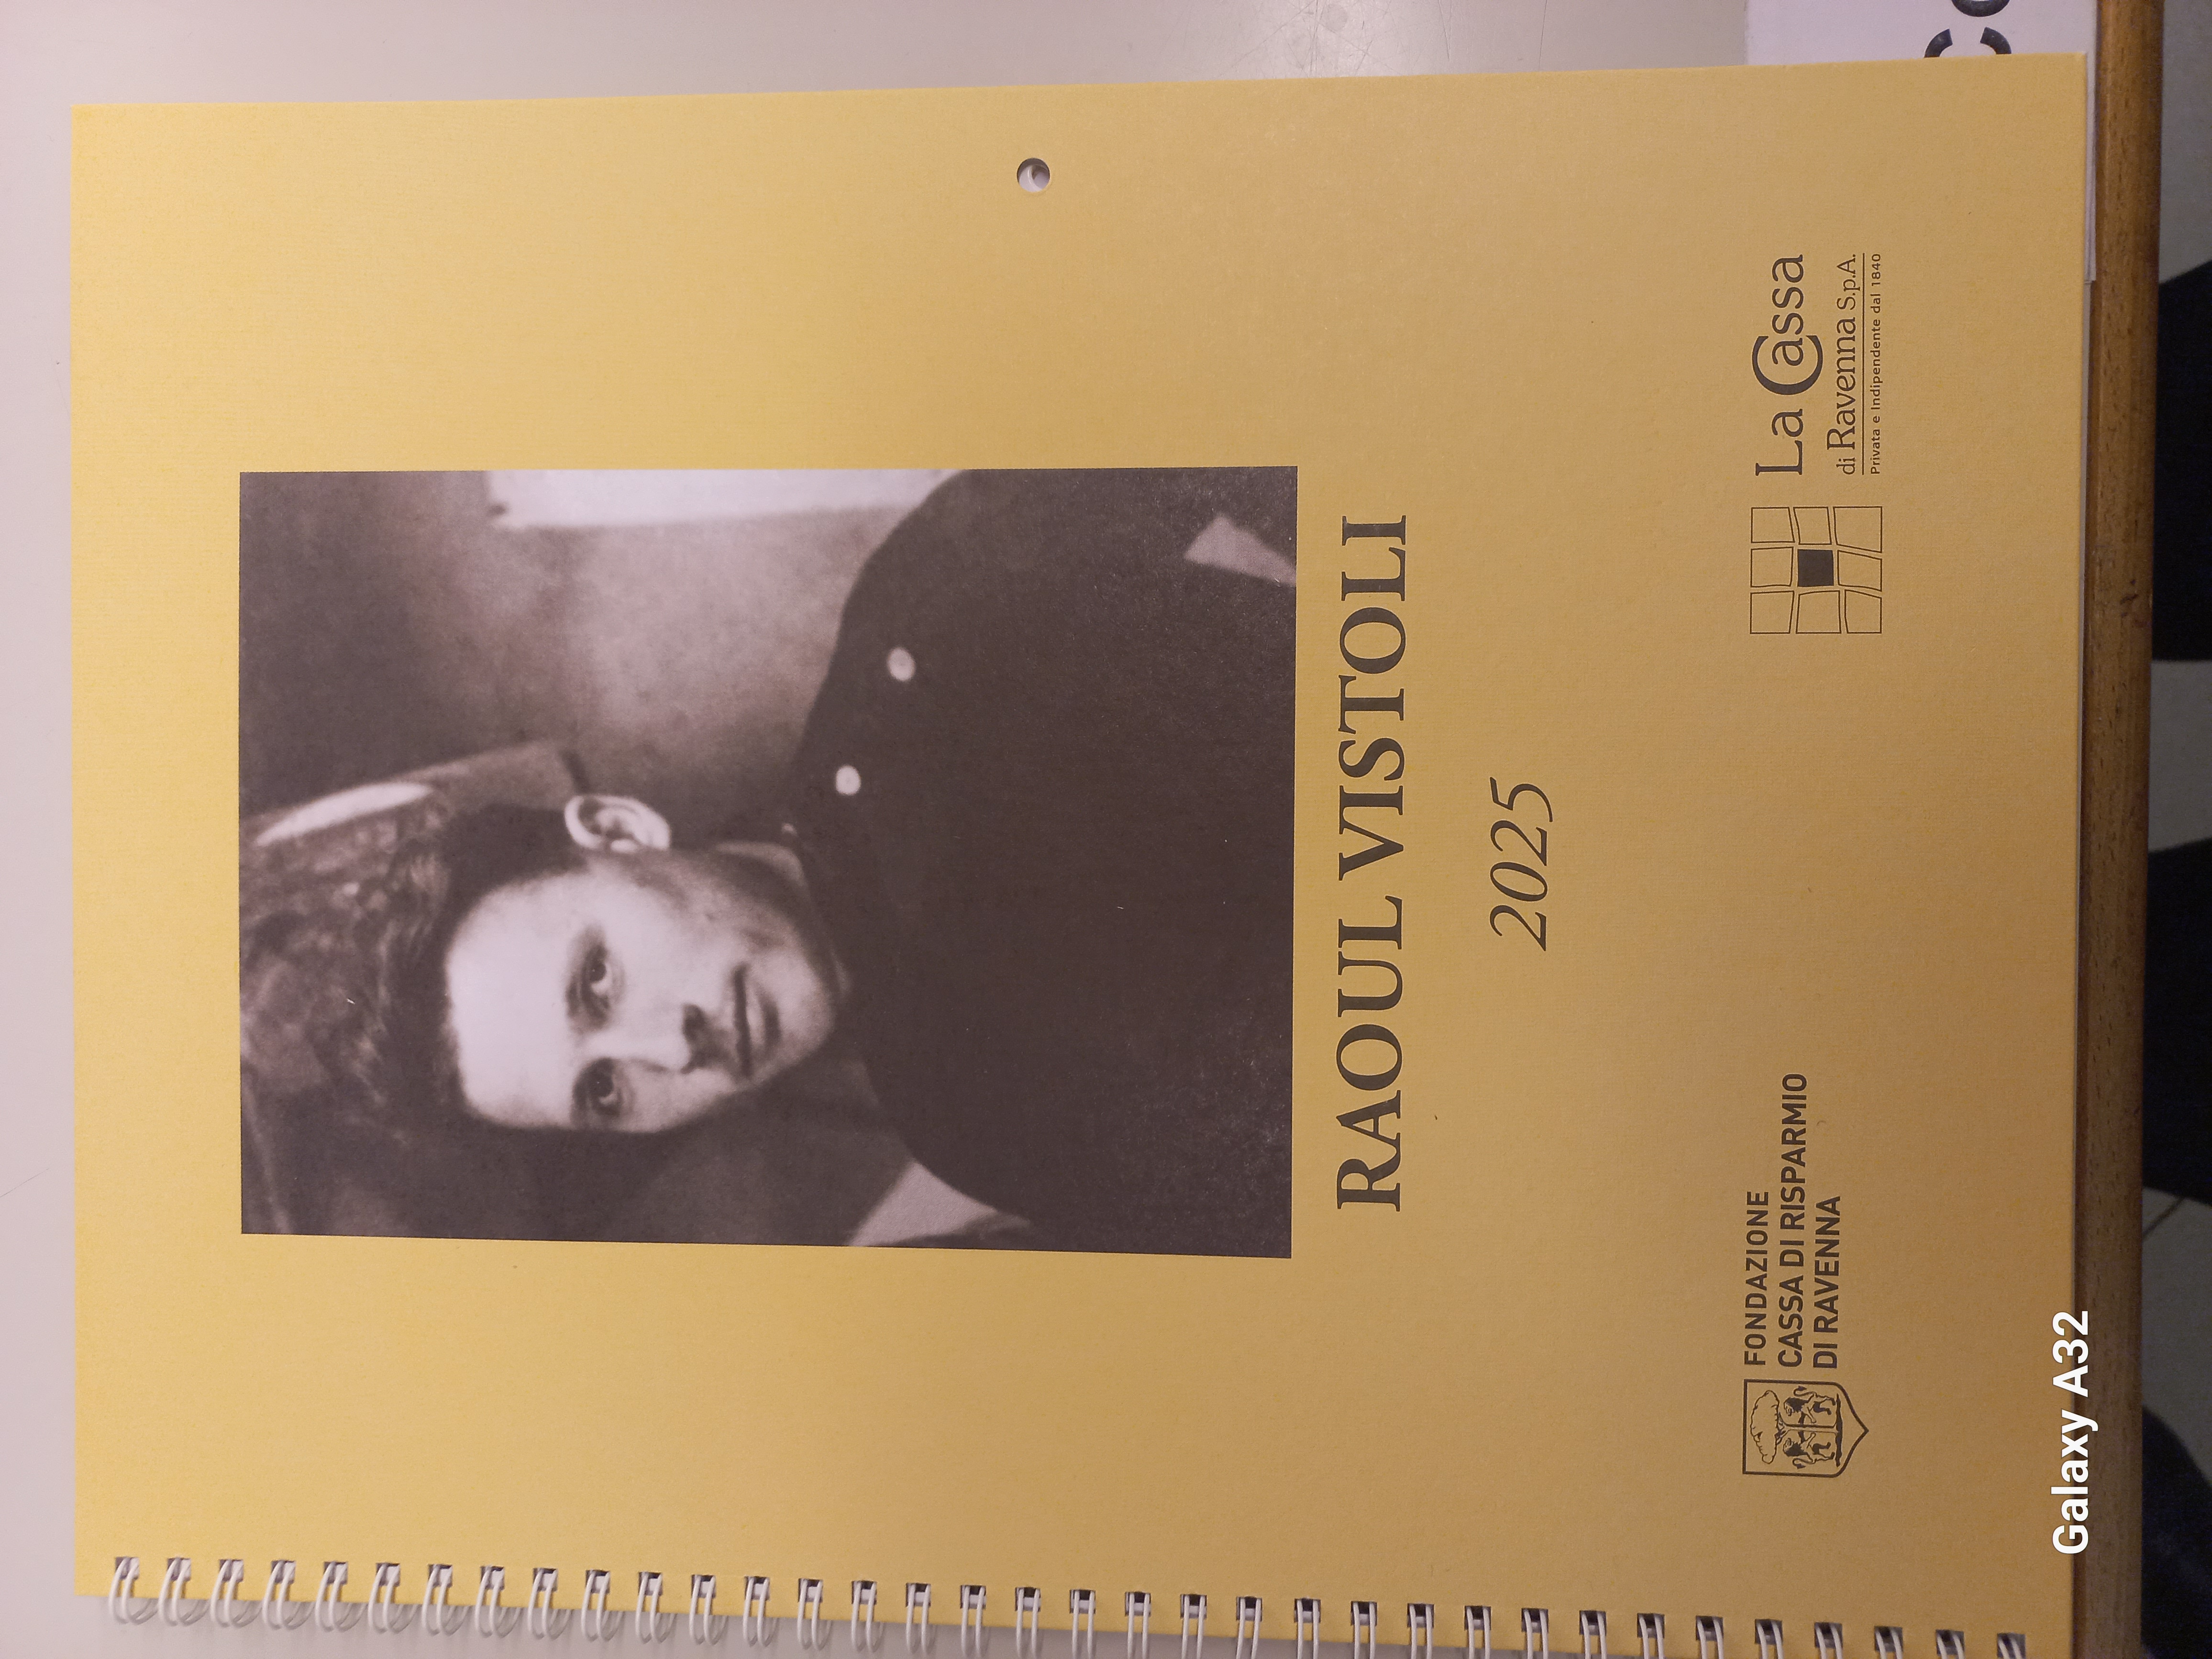 RAOUL VISTOLI
2025
FONDAZIONE
CASSA DI RISPARMIO
DI RAVENNA
La Cassa
di Ravenna S.p.A.
Privata e Indipendente dal 1840
Galaxy A32